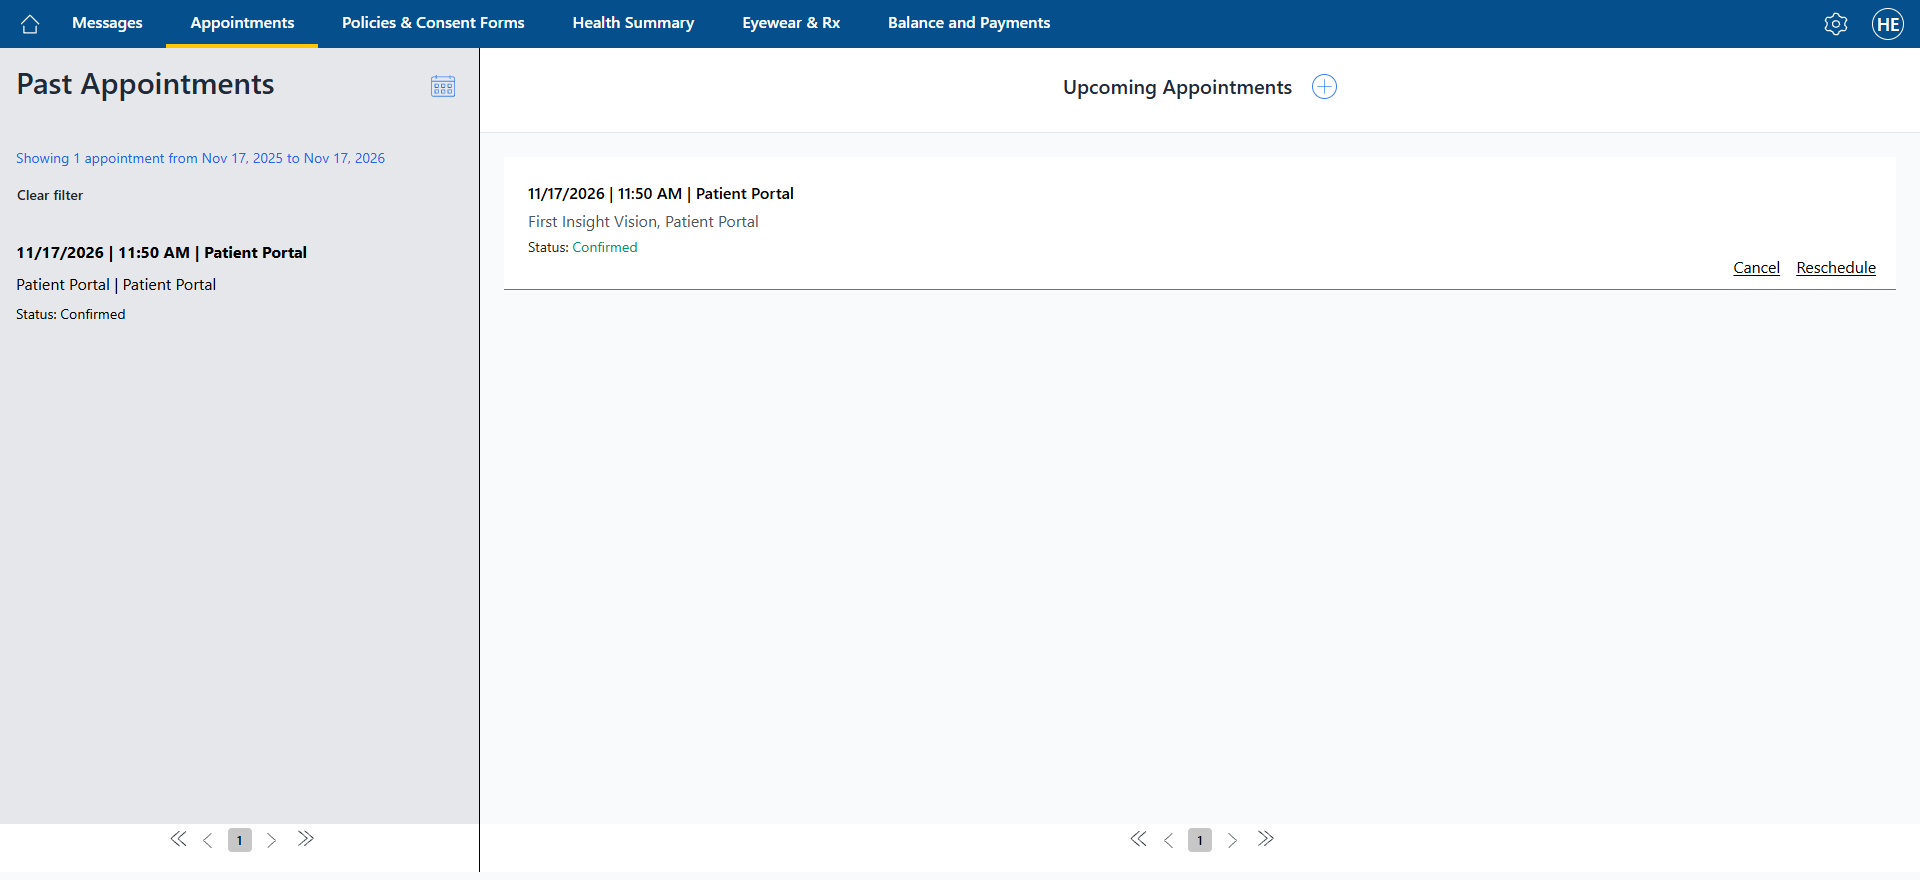 Messages
Appointments
Policies & Consent Forms
Health Summary
Eyewear & Rx
Balance and Payments
HE
Past Appointments
Showing 1 appointment from Nov 17, 2025 to Nov 17, 2026
Clear filter
11/17/2026 | 11:50 AM | Patient Portal
Patient Portal | Patient Portal
Status: Confirmed
1
Upcoming Appointments
11/17/2026 | 11:50 AM | Patient Portal
First Insight Vision, Patient Portal
Status: Confirmed
Cancel
Reschedule
1